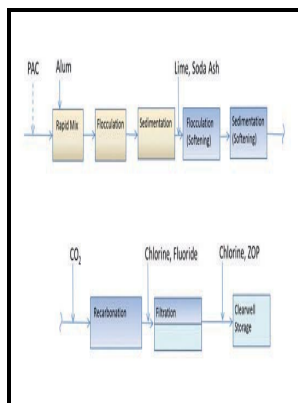 PAC
Alum
Lime, Soda Ash
Rapid Mix
Flocculation
Sedimentation
Flocculation
(Softening)
Sedimentation
(Softening)
CO2
Chlorine, Fluoride
Chlorine, ZOP
Recarbonation
Filtration
Clearwell
Storage